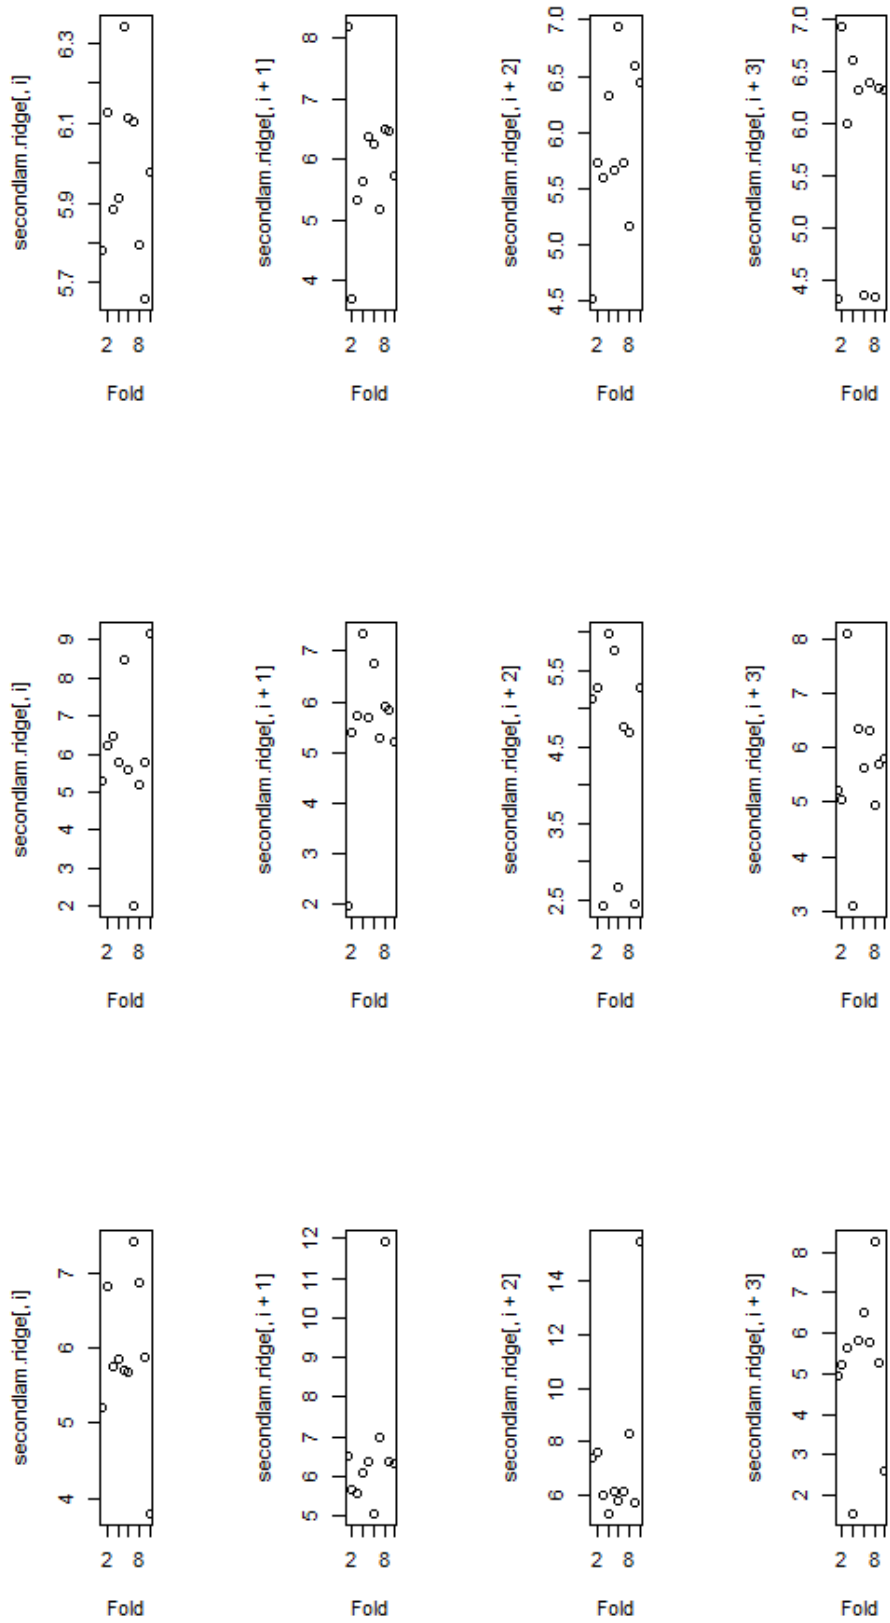 secondlam.ridge[, i]
5.7 5.9 6.1 6.3
2 8
Fold
secondlam.ridge[, i + 1]
4 5 6 7 8
2 8
Fold
secondlam.ridge[, i + 2]
4.5 5.0 5.5 6.0 6.5 7.0
2 8
Fold
secondlam.ridge[, i + 3]
4.5 5.0 5.5 6.0 6.5 7.0
2 8
Fold
secondlam.ridge[, i]
2 3 4 5 6 7 8 9
2 8
Fold
secondlam.ridge[, i + 1]
2 3 4 5 6 7
2 8
Fold
secondlam.ridge[, i + 2]
2.5 3.5 4.5 5.5
2 8
Fold
secondlam.ridge[, i + 3]
3 4 5 6 7 8
2 8
Fold
secondlam.ridge[, i]
4 5 6 7
2 8
Fold
secondlam.ridge[, i + 1]
5 6 7 8 9 10 11 12
2 8
Fold
secondlam.ridge[, i + 2]
6 8 10 12 14
2 8
Fold
secondlam.ridge[, i + 3]
2 3 4 5 6 7 8
2 8
Fold